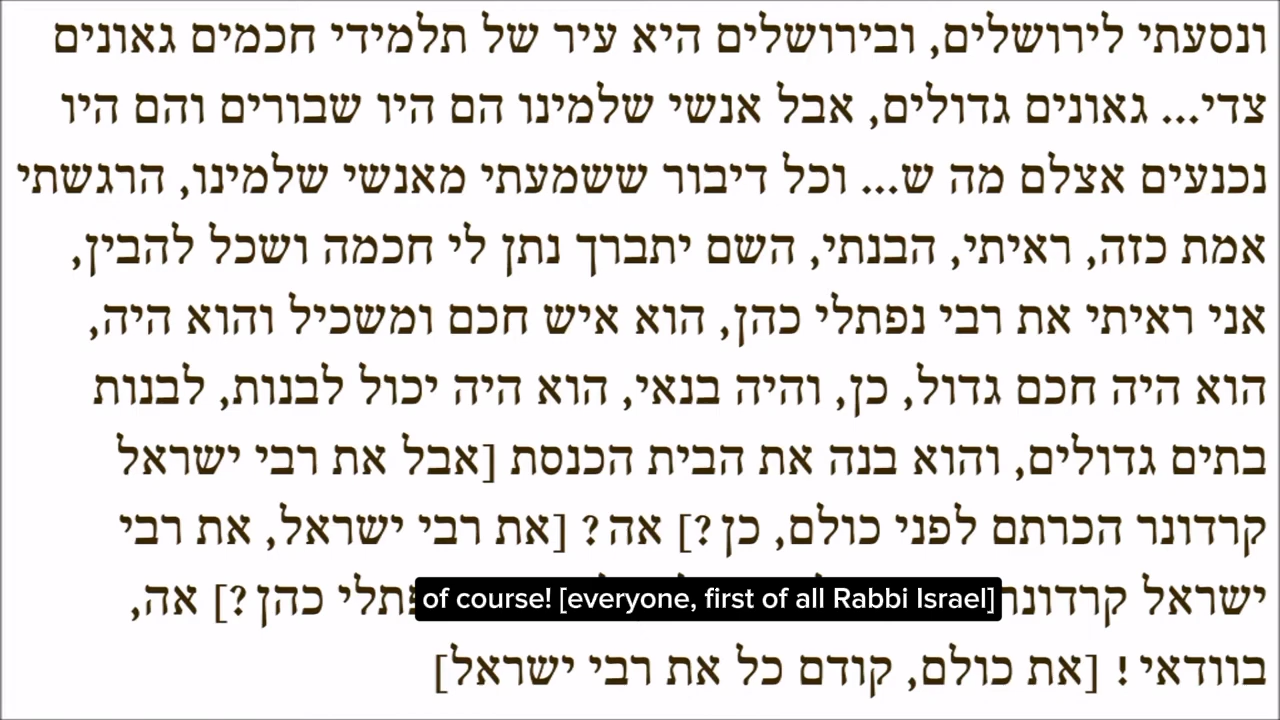 ונסעתי לירושלים, ובירושלים היא עיר של תלמידי חכמים גאונים
צדי... גאונים גדולים, אבל אנשי שלמינו הם היו שבורים והם היו
נכנעים אצלם מה ש... וכל דיבור ששמעתי מאנשי שלמינו, הרגשתי
אמת כזה, ראיתי, הבנתי, השם יתברך נתן לי חכמה ושכל להבין,
אני ראיתי את רבי נפתלי כהן, הוא איש חכם ומשכיל והוא היה,
הוא היה חכם גדול, כן, והיה בנאי, הוא היה יכול לבנות, לבנות
בתים גדולים, והוא בנה את הבית הכנסת [אבל את רבי ישראל
קרדונר הכרתם לפני כולם, כן?] אה? [את רבי ישראל, את רבי
ישראל קרדונר כהן?] אה,
of course! [everyone, first of all Rabbi Israel]
בוודאי! [את כולם, קודם כל את רבי ישראל]